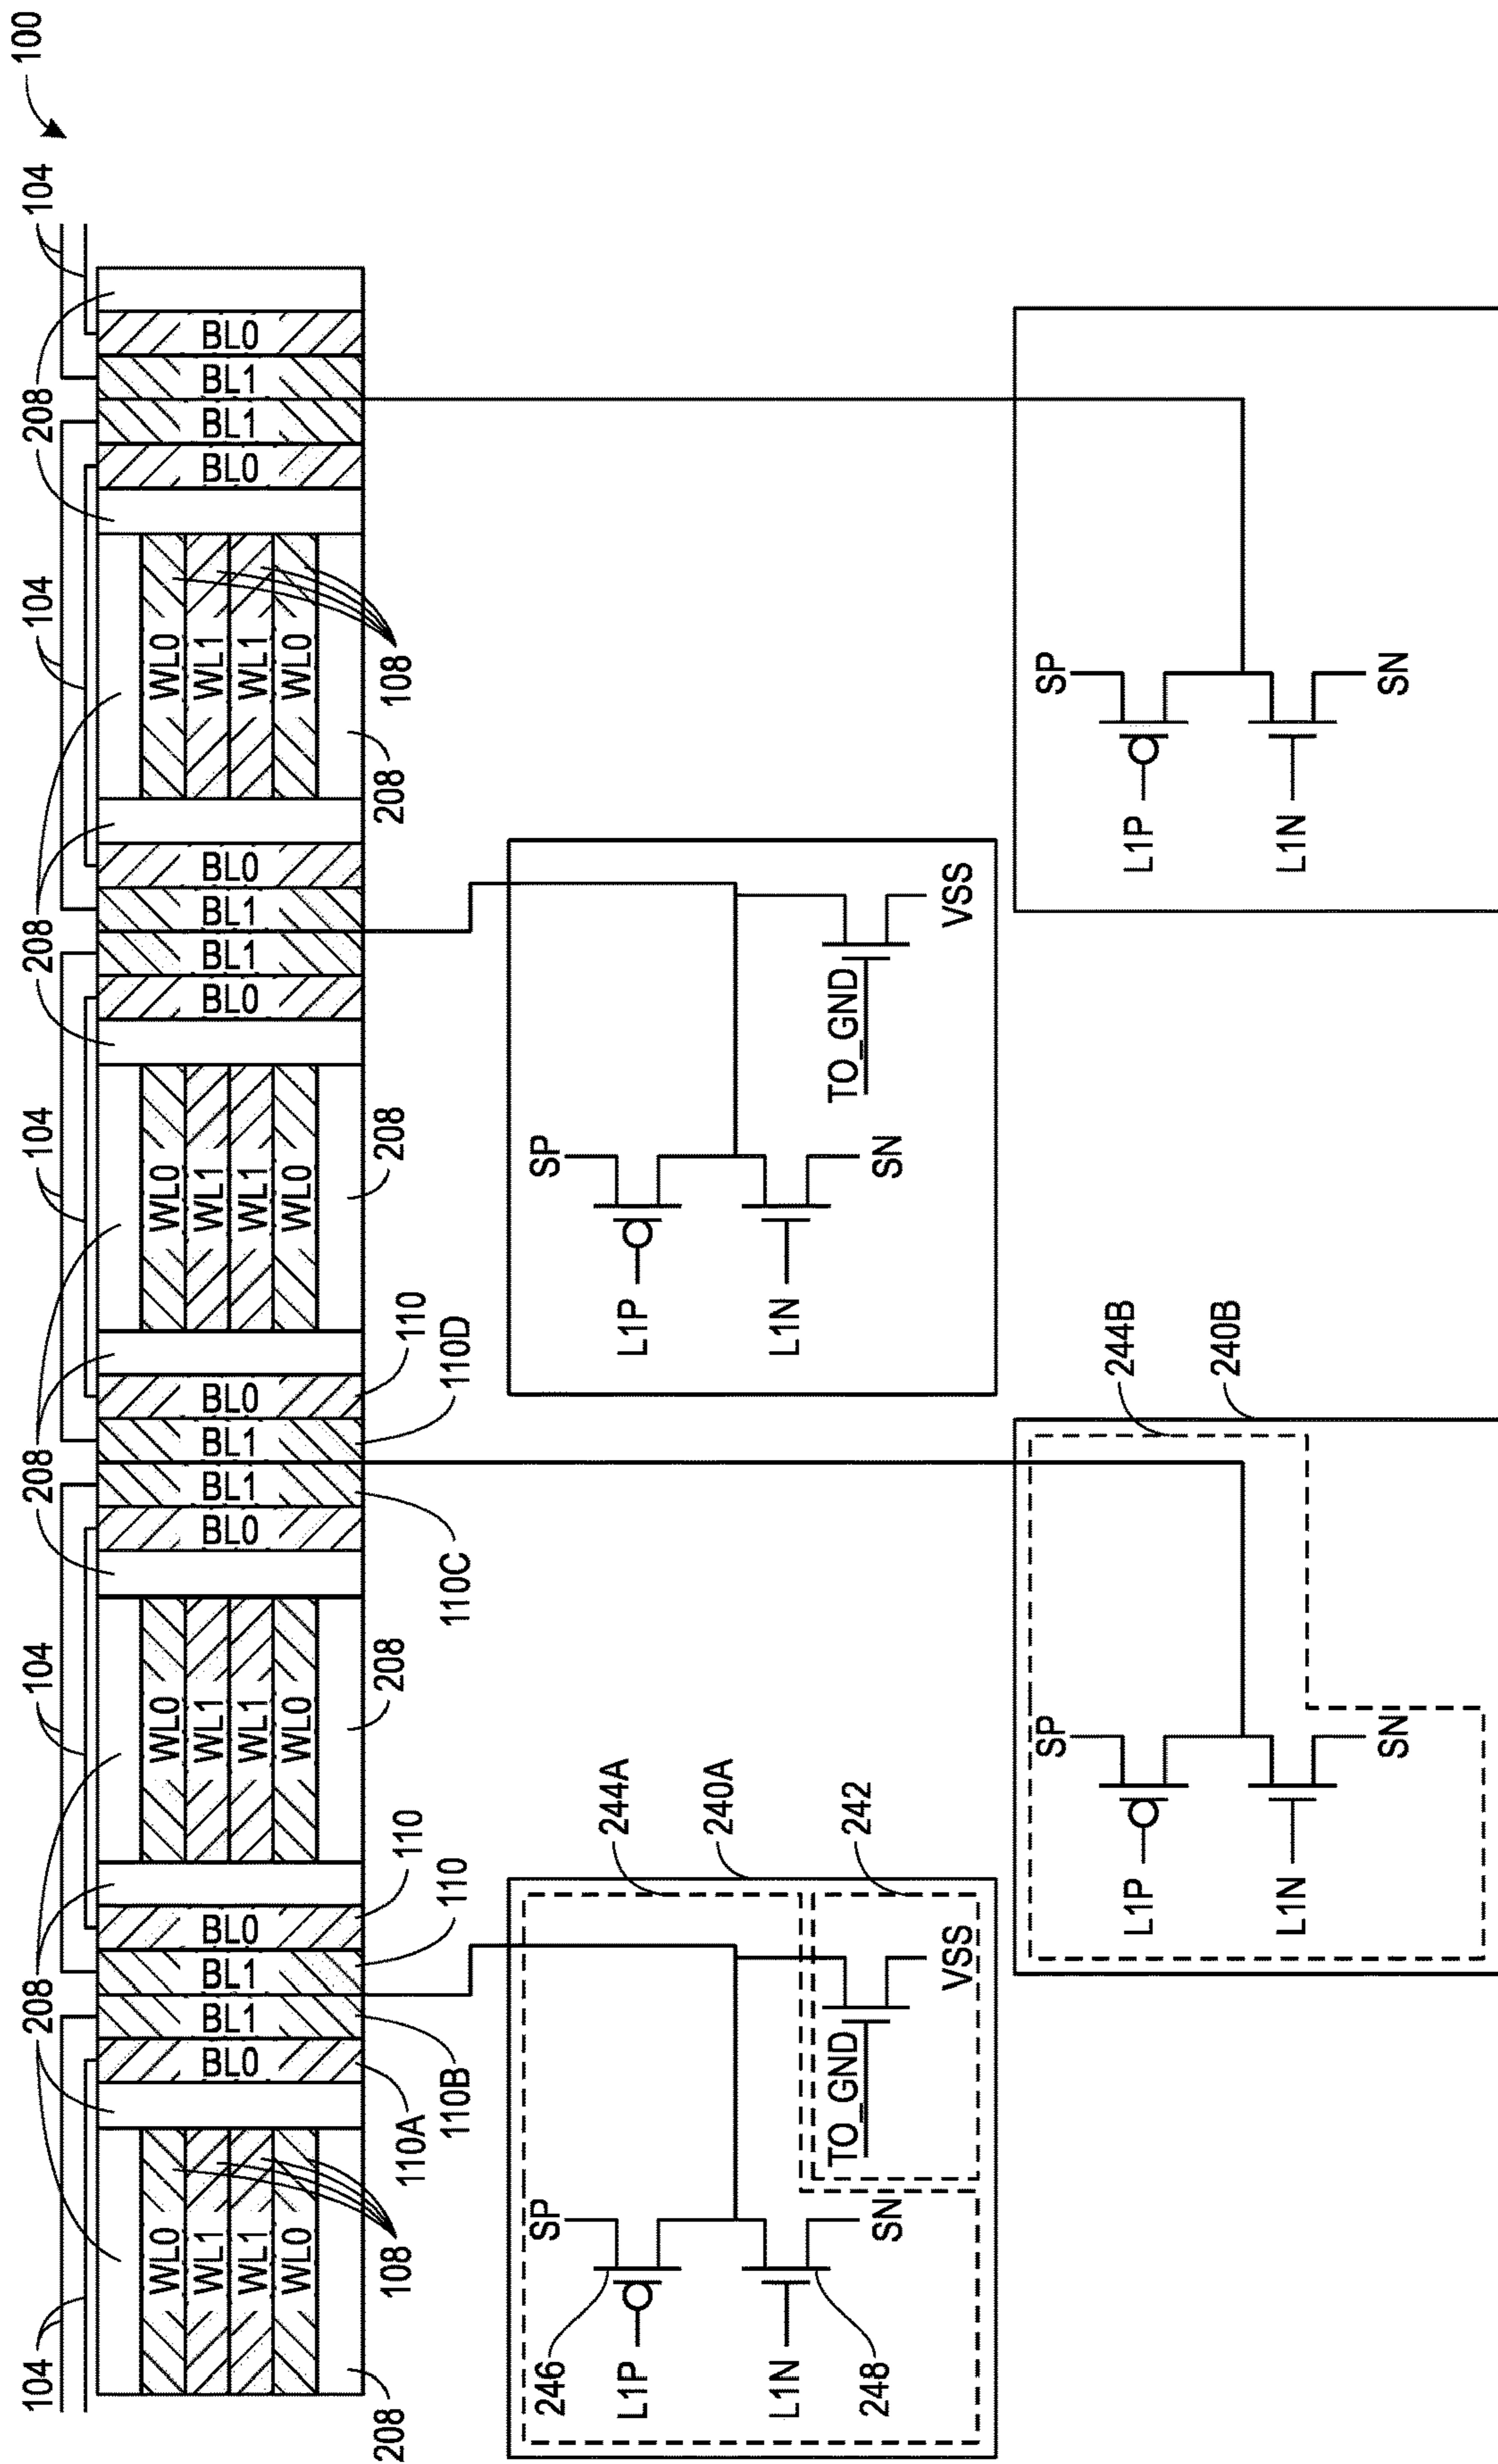 100
104 208 104 208 104 208 104 208 104
WL0 WL0 WL0 WL0
WL1 WL1 WL1 WL1
BL0 BL1 BL1 BL0 BL0 BL1 BL1 BL0 BL0 BL1 BL1 BL0 BL0 BL1 BL1 BL0
WL1 WL1 WL1 WL1
WL0 WL0 WL0 WL0
208 108 110A 110B 110 110 208 110C 110D 110 208 208 108
246 SP 244A
L1P
240A
L1N
248 SN TO_GND 242
VSS
SP
L1P
L1N
SN TO_GND
VSS
SP 244B
L1P
240B
L1N
SN
SP
L1P
L1N
SN